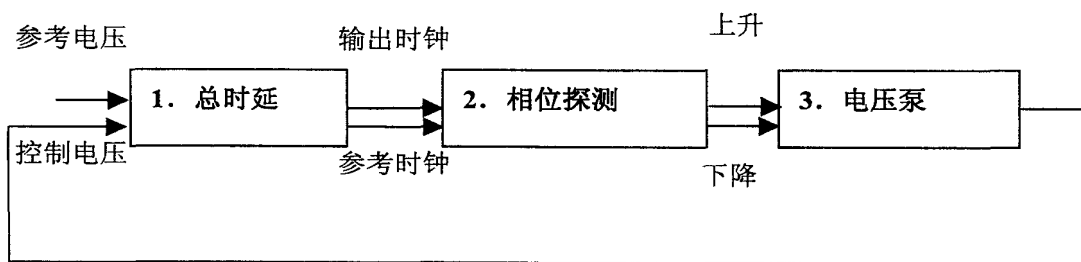 参考电压
输出时钟
上升
1. 总时延
2. 相位探测
3. 电压泵
控制电压
参考时钟
下降